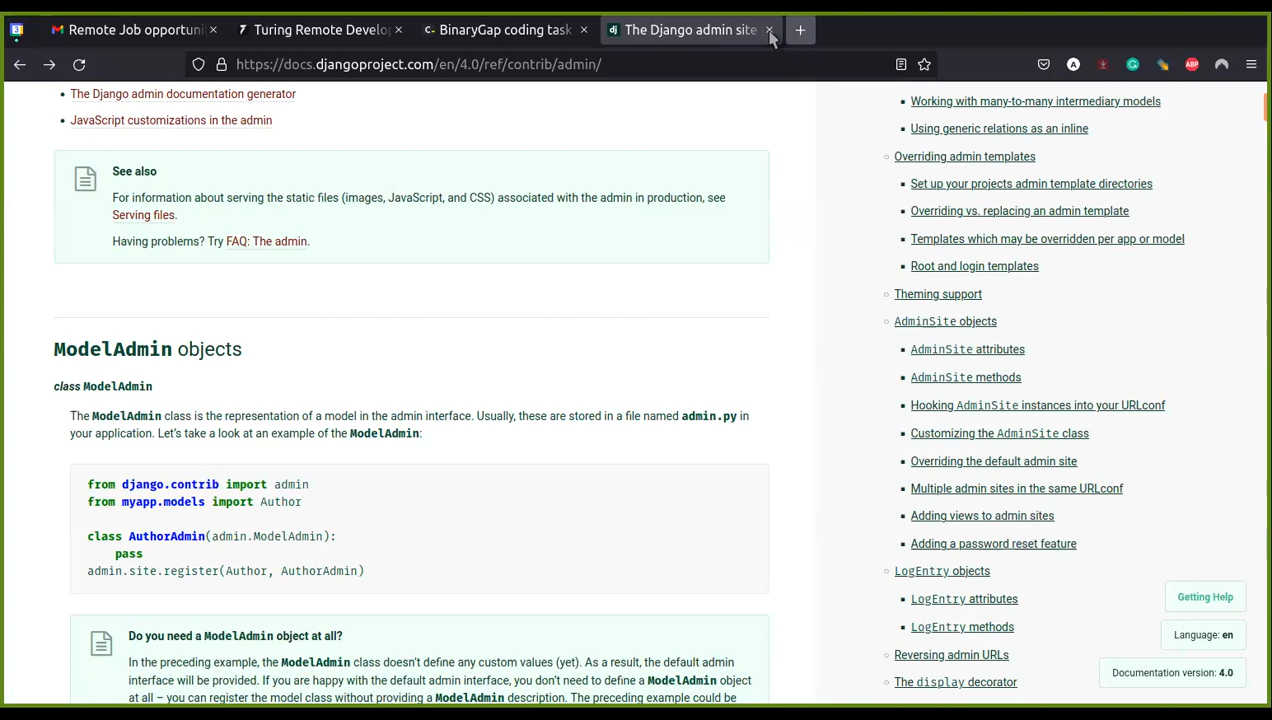 Remote Job opportuni
Turing Remote Develo
BinaryGap coding task
The Django admin site
https://docs.djangoproject.com/en/4.0/ref/contrib/admin/
The Django admin documentation generator
JavaScript customizations in the admin
See also
For information about serving the static files (images, JavaScript, and CSS) associated with the admin in production, see
Serving files.
Having problems? Try FAQ: The admin.
ModelAdmin objects
class ModelAdmin
The ModelAdmin class is the representation of a model in the admin interface. Usually, these are stored in a file named admin.py in
your application. Let's take a look at an example of the ModelAdmin:
from django.contrib import admin
from myapp.models import Author
class AuthorAdmin(admin.ModelAdmin):
pass
admin.site.register(Author, AuthorAdmin)
Do you need a ModelAdmin object at all?
In the preceding example, the ModelAdmin class doesn't define any custom values (yet). As a result, the default admin
interface will be provided. If you are happy with the default admin interface, you don't need to define a ModelAdmin object
at all – you can register the model class without providing a ModelAdmin description. The preceding example could be
Working with many-to-many intermediary models
Using generic relations as an inline
Overriding admin templates
Set up your projects admin template directories
Overriding vs. replacing an admin template
Templates which may be overridden per app or model
Root and login templates
Theming support
AdminSite objects
AdminSite attributes
AdminSite methods
Hooking AdminSite instances into your URLconf
Customizing the AdminSite class
Overriding the default admin site
Multiple admin sites in the same URLconf
Adding views to admin sites
Adding a password reset feature
LogEntry objects
LogEntry attributes
LogEntry methods
Reversing admin URLs
The display decorator
Getting Help
Language: en
Documentation version: 4.0